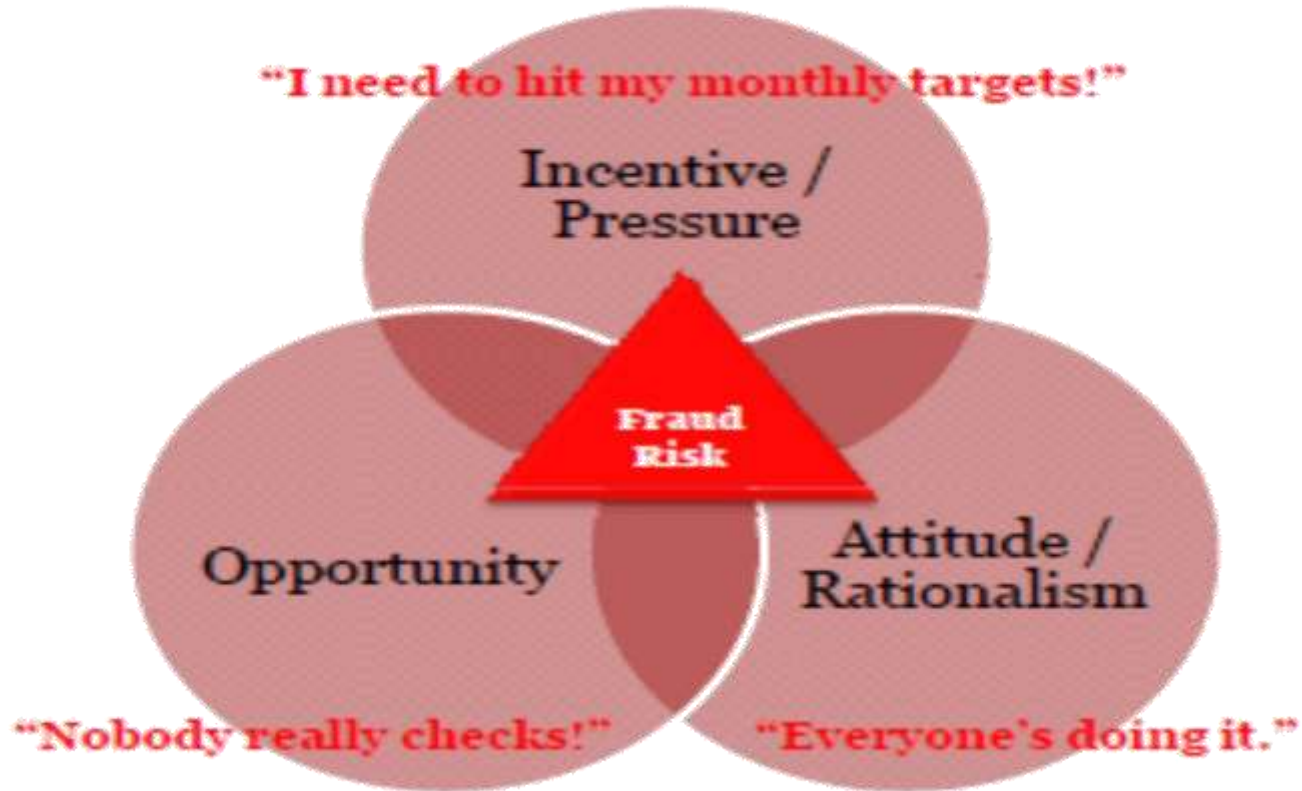 “I need to hit my monthly targets!”
Incentive /
Pressure
Fraud
Risk
Opportunity
Attitude /
Rationalism
“Nobody really checks!”
“Everyone’s doing it.”